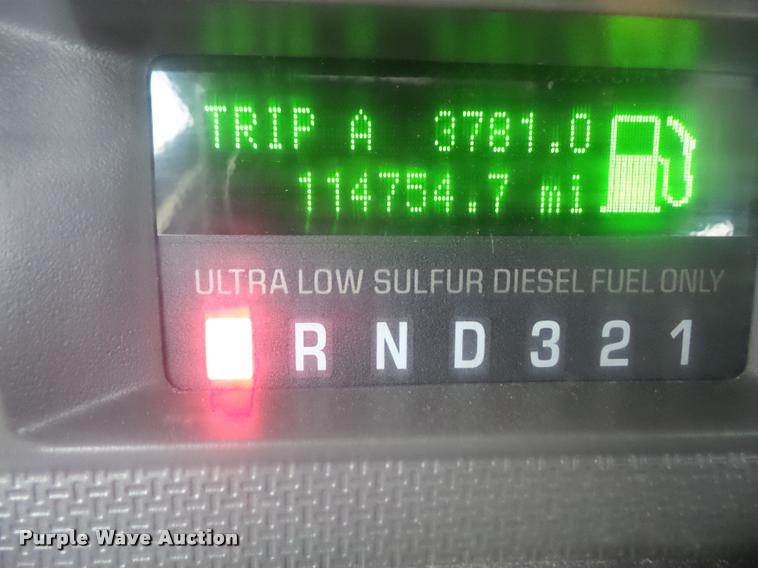 TRIP A 3781.0
114754.7 mi
ULTRA LOW SULFUR DIESEL FUEL ONLY
R N D 3 2 1
Purple Wave Auction